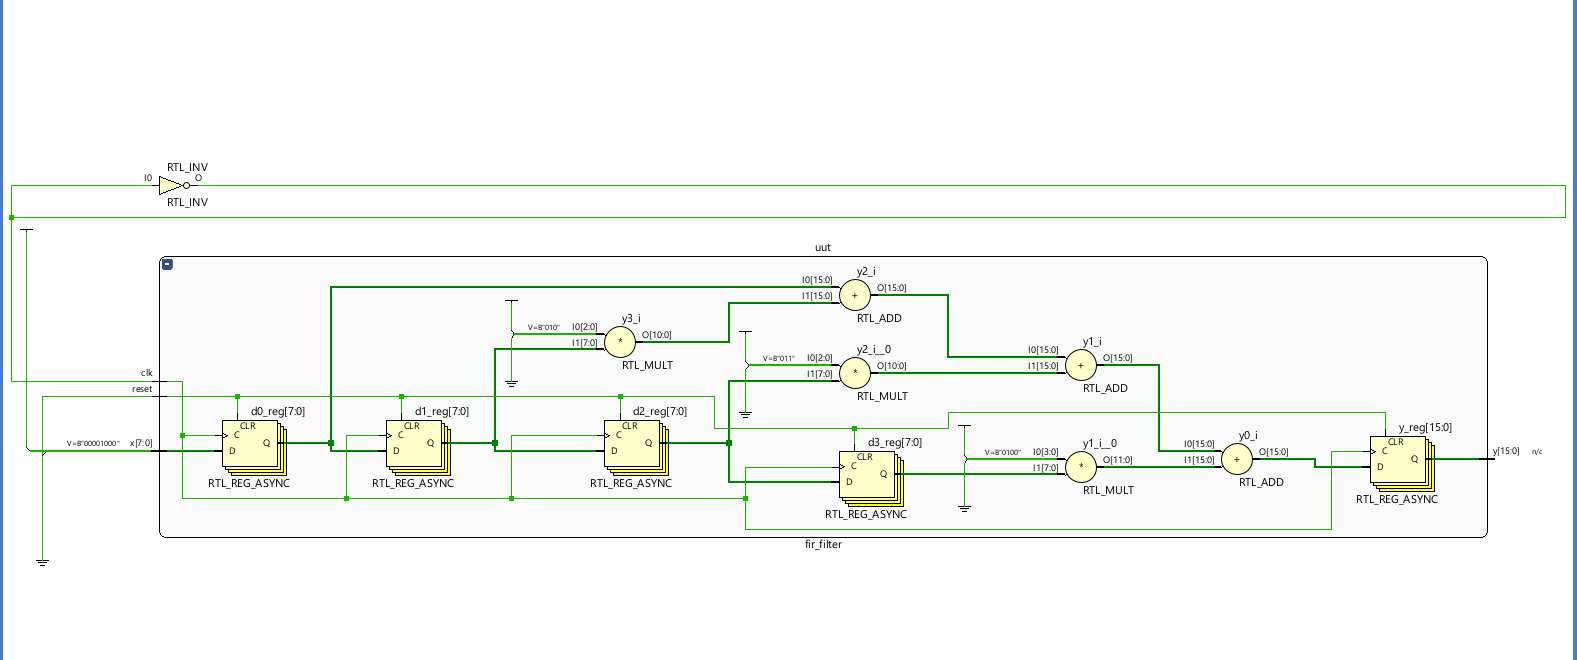 RTL_INV
I0
O
RTL_INV
uut
y2_i
I0[15:0]
I1[15:0]
O[15:0]
+
RTL_ADD
y3_i
V=B"010"
I0[2:0]
I1[7:0]
O[10:0]
*
RTL_MULT
y2_i__0
V=B"011"
I0[2:0]
I1[7:0]
O[10:0]
*
RTL_MULT
y1_i
I0[15:0]
I1[15:0]
O[15:0]
+
RTL_ADD
clk
reset
V=B"00001000"
x[7:0]
d0_reg[7:0]
CLR
C
D
Q
RTL_REG_ASYNC
d1_reg[7:0]
CLR
C
D
Q
RTL_REG_ASYNC
d2_reg[7:0]
CLR
C
D
Q
RTL_REG_ASYNC
d3_reg[7:0]
CLR
C
D
Q
RTL_REG_ASYNC
y1_i__0
V=B"0100"
I0[3:0]
I1[7:0]
O[11:0]
*
RTL_MULT
y0_i
I0[15:0]
I1[15:0]
O[15:0]
+
RTL_ADD
y_reg[15:0]
CLR
C
D
Q
RTL_REG_ASYNC
y[15:0]
n/c
fir_filter